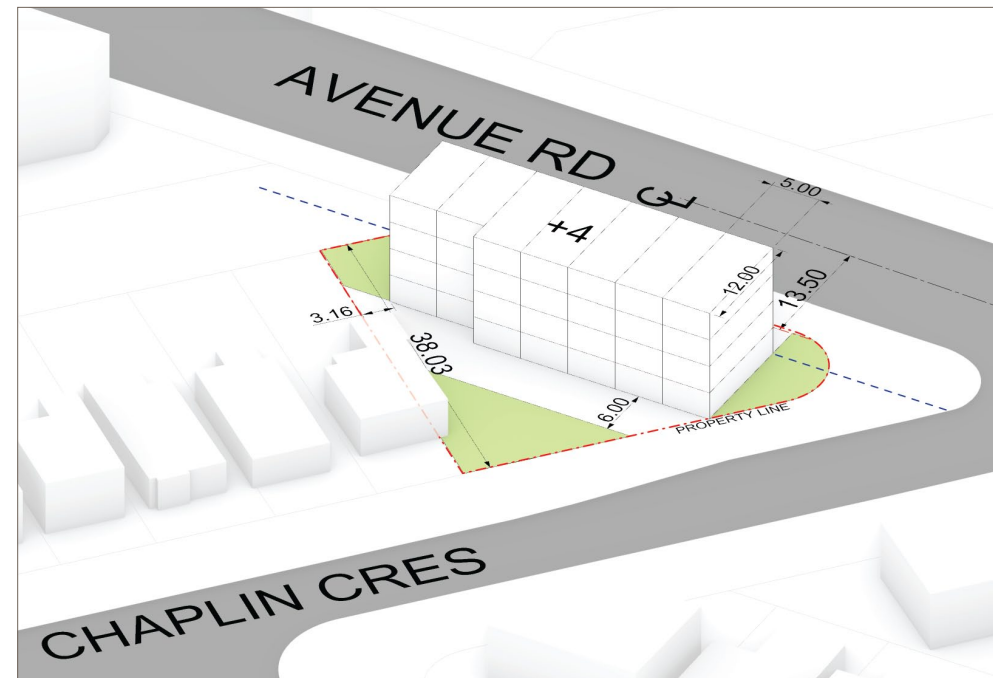 AVENUE RD
CL
5.00
+4
12.00
13.50
3.16
38.03
6.00
PROPERTY LINE
CHAPLIN CRES